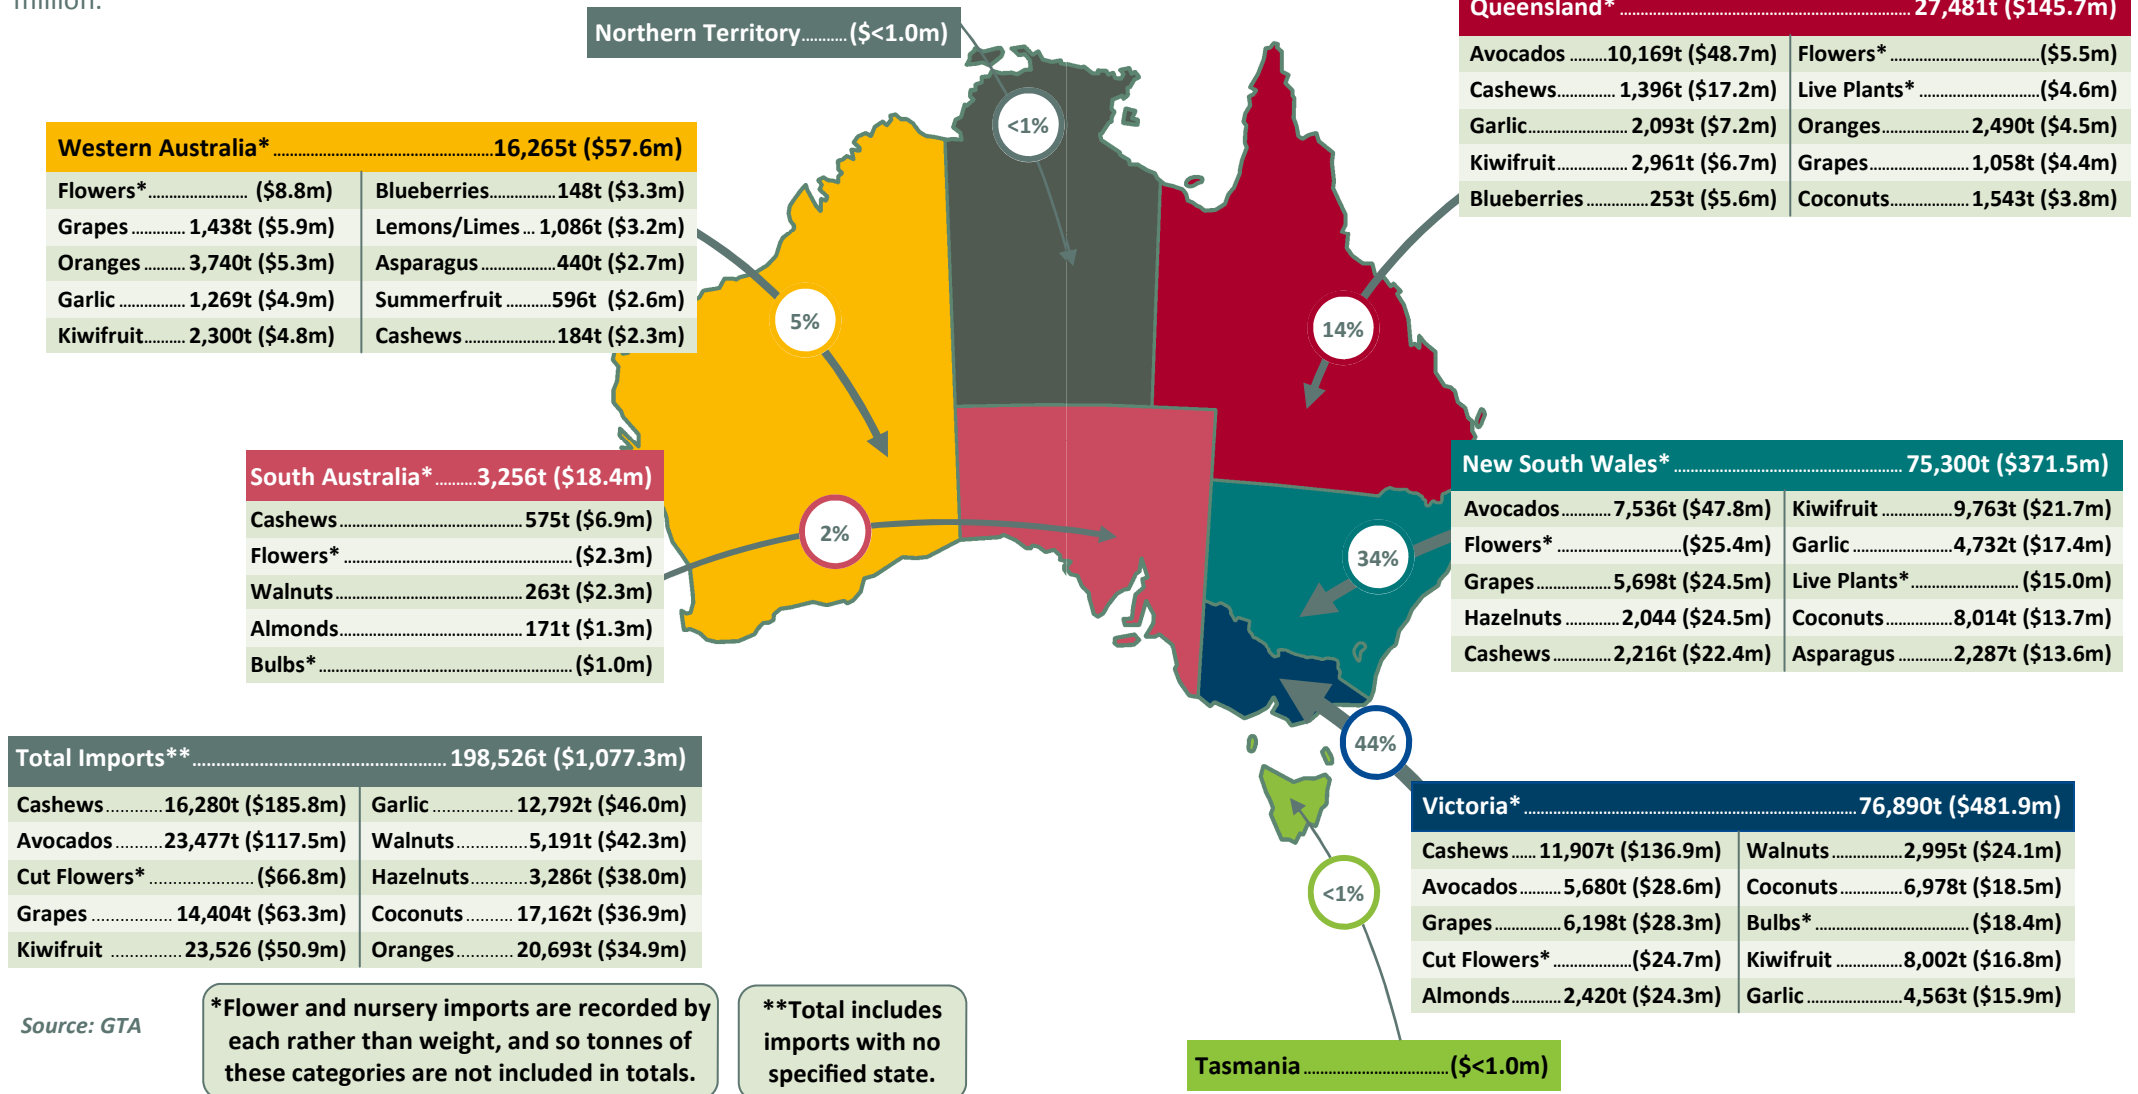 million.
Northern Territory (<$1.0m)
Queensland* 27,481t ($145.7m)
Avocados 10,169t ($48.7m) Flowers* ($5.5m)
Cashews 1,396t ($17.2m) Live Plants* ($4.6m)
Garlic 2,093t ($7.2m) Oranges 2,490t ($4.5m)
Kiwifruit 2,961t ($6.7m) Grapes 1,058t ($4.4m)
Blueberries 253t ($5.6m) Coconuts 1,543t ($3.8m)
<1%
Western Australia* 16,265t ($57.6m)
Flowers* ($8.8m) Blueberries 148t ($3.3m)
Grapes 1,438t ($5.9m) Lemons/Limes 1,086t ($3.2m)
Oranges 3,740t ($5.3m) Asparagus 440t ($2.7m)
Garlic 1,269t ($4.9m) Summerfruit 596t ($2.6m)
Kiwifruit 2,300t ($4.8m) Cashews 184t ($2.3m)
5%
14%
South Australia* 3,256t ($18.4m)
Cashews 575t ($6.9m)
Flowers* ($2.3m)
Walnuts 263t ($2.3m)
Almonds 171t ($1.3m)
Bulbs* ($1.0m)
2%
New South Wales* 75,300t ($371.5m)
Avocados 7,536t ($47.8m) Kiwifruit 9,763t ($21.7m)
Flowers* ($25.4m) Garlic 4,732t ($17.4m)
Grapes 5,698t ($24.5m) Live Plants* ($15.0m)
Hazelnuts 2,044 ($24.5m) Coconuts 8,014t ($13.7m)
Cashews 2,216t ($22.4m) Asparagus 2,287t ($13.6m)
34%
44%
Total Imports** 198,526t ($1,077.3m)
Cashews 16,280t ($185.8m) Garlic 12,792t ($46.0m)
Avocados 23,477t ($117.5m) Walnuts 5,191t ($42.3m)
Cut Flowers* ($66.8m) Hazelnuts 3,286t ($38.0m)
Grapes 14,404t ($63.3m) Coconuts 17,162t ($36.9m)
Kiwifruit 23,526 ($50.9m) Oranges 20,693t ($34.9m)
Victoria* 76,890t ($481.9m)
Cashews 11,907t ($136.9m) Walnuts 2,995t ($24.1m)
Avocados 5,680t ($28.6m) Coconuts 6,978t ($18.5m)
Grapes 6,198t ($28.3m) Bulbs* ($18.4m)
Cut Flowers* ($24.7m) Kiwifruit 8,002t ($16.8m)
Almonds 2,420t ($24.3m) Garlic 4,563t ($15.9m)
<1%
Source: GTA
*Flower and nursery imports are recorded by
each rather than weight, and so tonnes of
these categories are not included in totals.
**Total includes
imports with no
specified state.
Tasmania ($<1.0m)